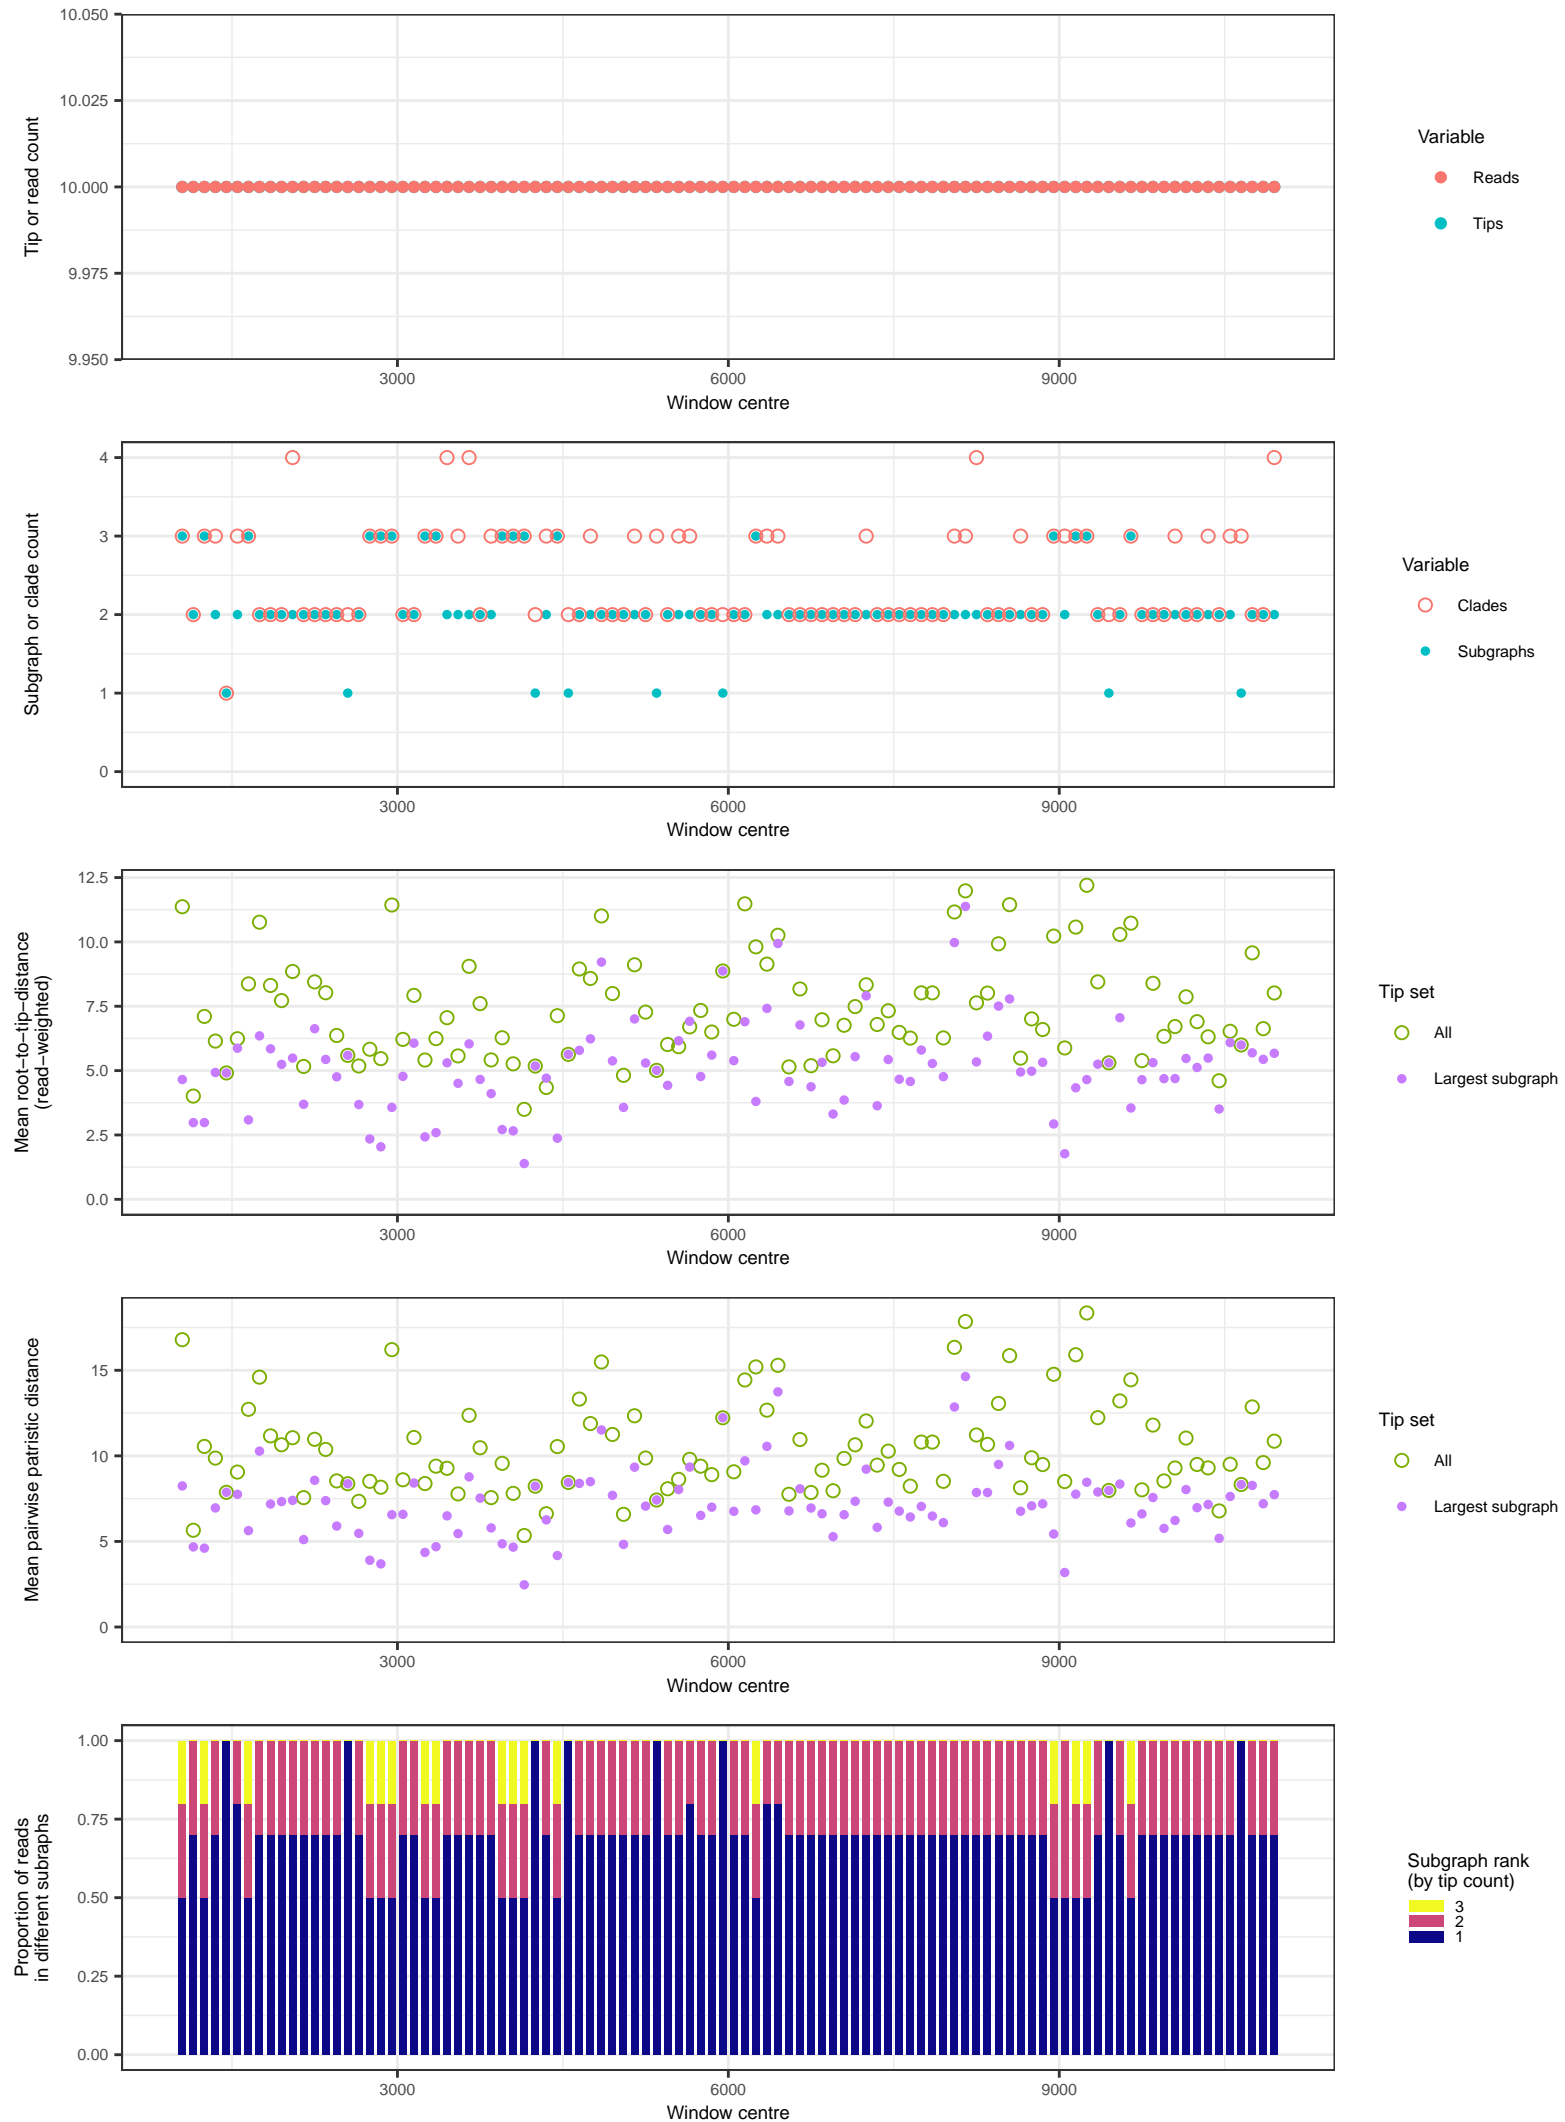 10.050
10.025
10.000
9.975
9.950
Tip or read count
3000 6000 9000
Window centre
Variable
Reads
Tips
4
3
2
1
0
Subgraph or clade count
3000 6000 9000
Window centre
Variable
Clades
Subgraphs
12.5
10.0
7.5
5.0
2.5
0.0
Mean root−to−tip−distance
(read−weighted)
3000 6000 9000
Window centre
Tip set
All
Largest subgraph
15
10
5
0
Mean pairwise patristic distance
3000 6000 9000
Window centre
Tip set
All
Largest subgraph
1.00
0.75
0.50
0.25
0.00
Proportion of reads
in different subraphs
3000 6000 9000
Window centre
Subgraph rank
(by tip count)
3
2
1